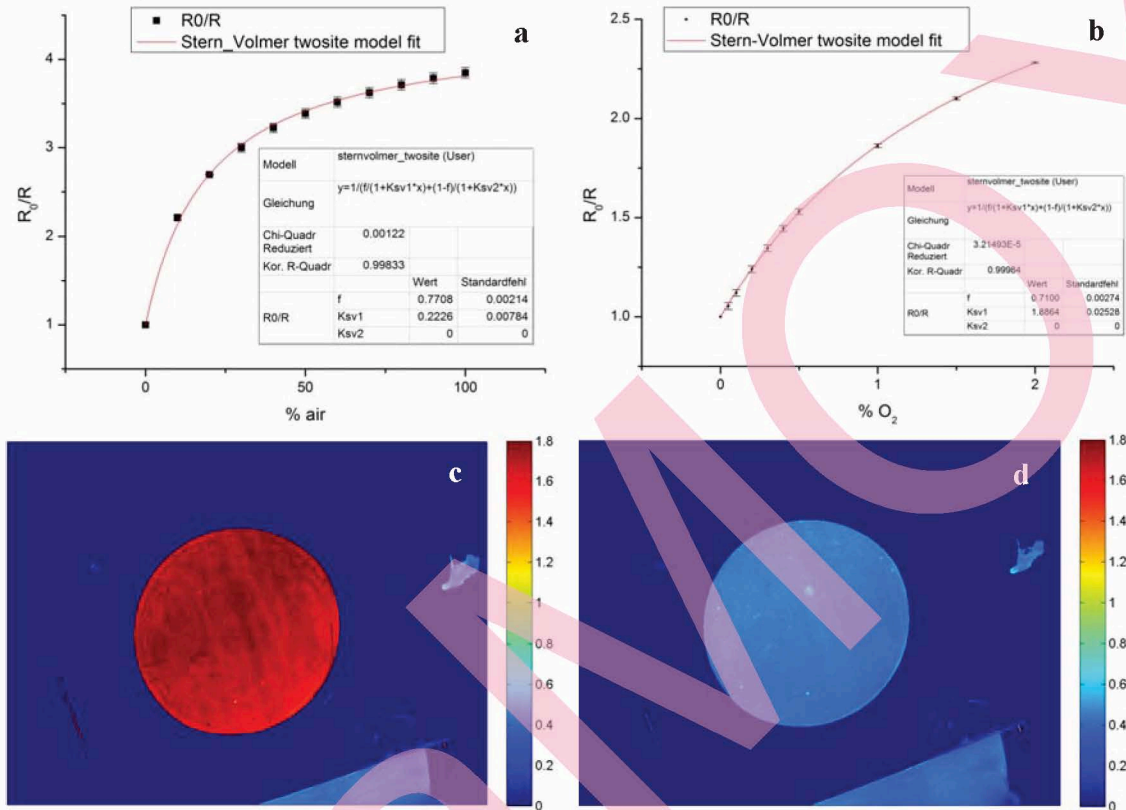 R0/R
Stern_Volmer twosite model fit
a
4
3
2
1
R0/R
0
50
100
% air
Modell
sternvolmer_twosite (User)
Gleichung
y=1/(f/(1+Ksv1*x)+(1-f)/(1+Ksv2*x))
Chi-Quadr Reduziert
0.00122
Kor. R-Quadr
0.99833
Wert Standardfehl
R0/R
f 0.7708 0.00214
Ksv1 0.2226 0.00784
Ksv2 0 0
R0/R
Stern-Volmer twosite model fit
b
2.5
2.0
1.5
1.0
R0/R
0
1
2
% O2
Modell
sternvolmer_twosite (User)
Gleichung
y=1/(f/(1+Ksv1*x)+(1-f)/(1+Ksv2*x))
Chi-Quadr Reduziert
3.21493E-5
Kor. R-Quadr
0.99964
Wert Standardfehl
R0/R
f 0.7100 0.00274
Ksv1 1.8864 0.02528
Ksv2 0 0
c
1.8
1.6
1.4
1.2
1
0.8
0.6
0.4
0.2
0
d
1.8
1.6
1.4
1.2
1
0.8
0.6
0.4
0.2
0